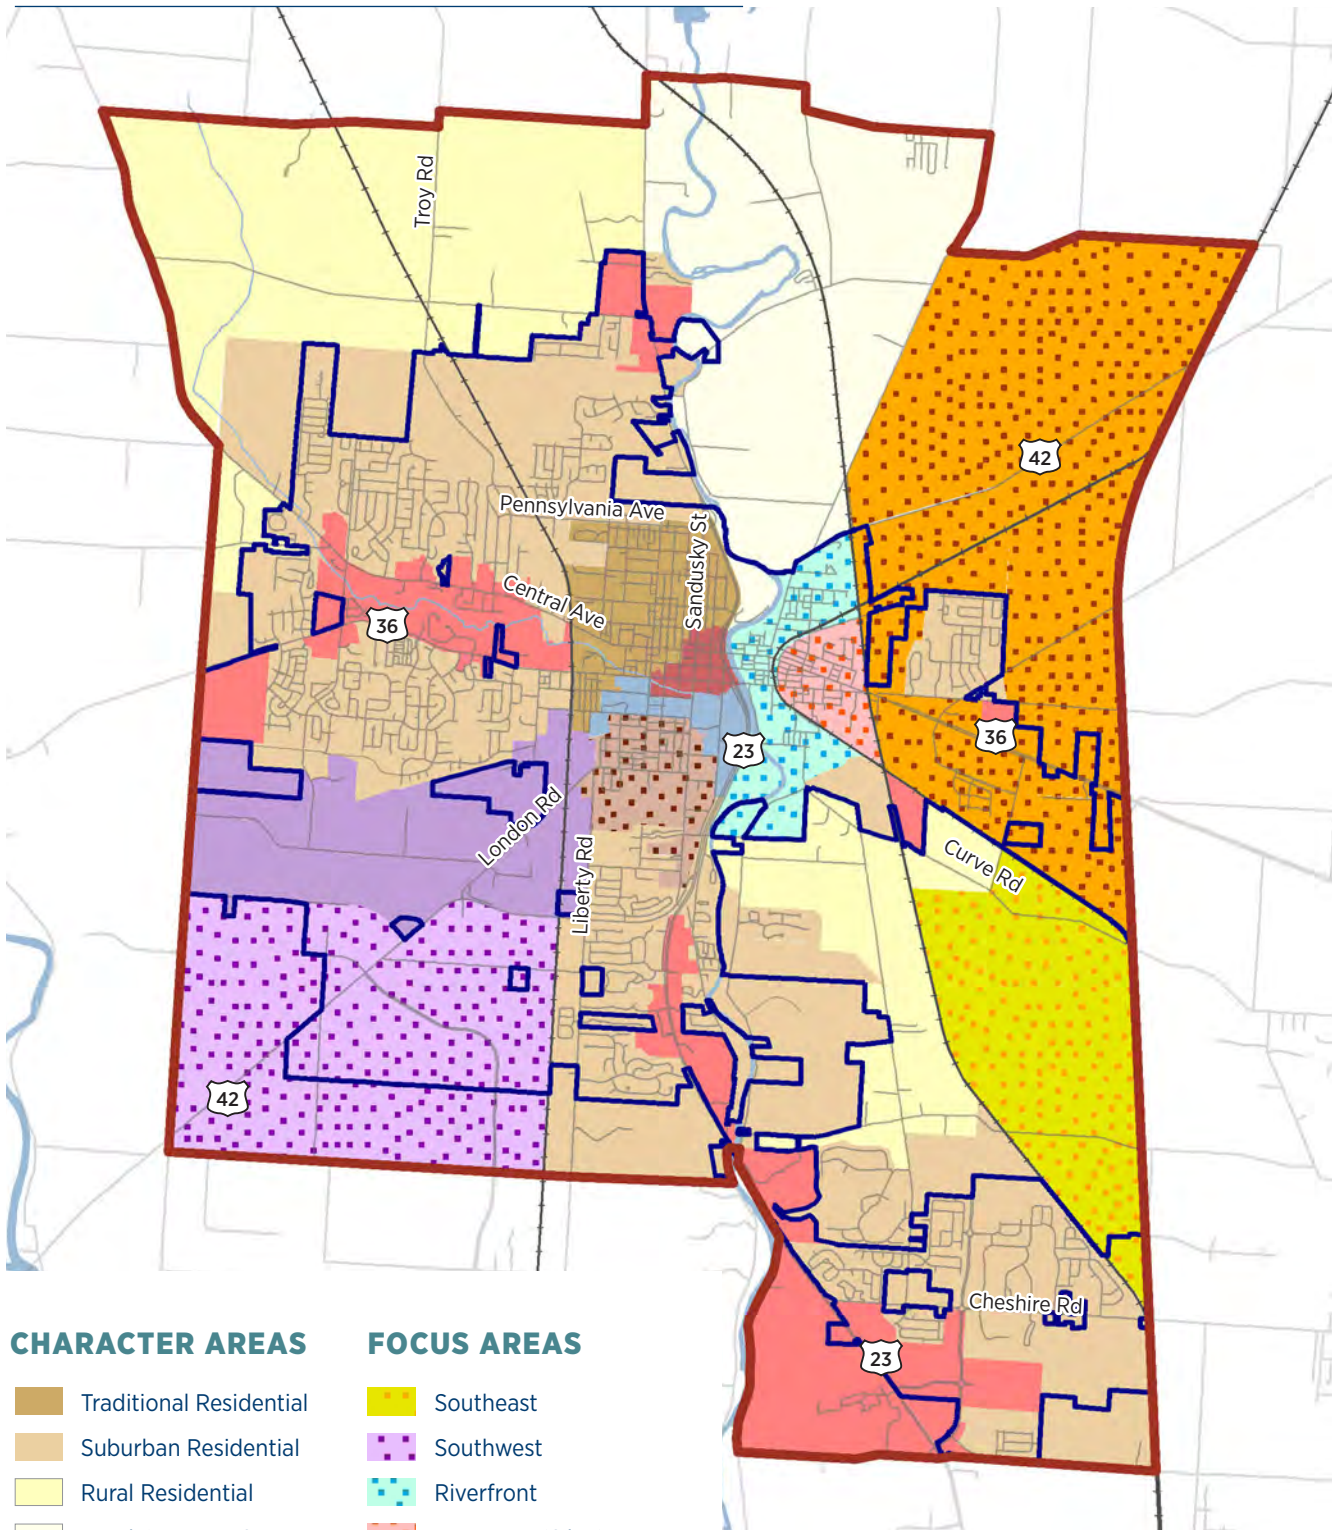 Troy Rd
42
Pennsylvania Ave
Sandusky St
Central Ave
36
36
23
London Rd
Liberty Rd
Curve Rd
42
Cheshire Rd
23
CHARACTER AREAS
Traditional Residential
Suburban Residential
Rural Residential
FOCUS AREAS
Southeast
Southwest
Riverfront